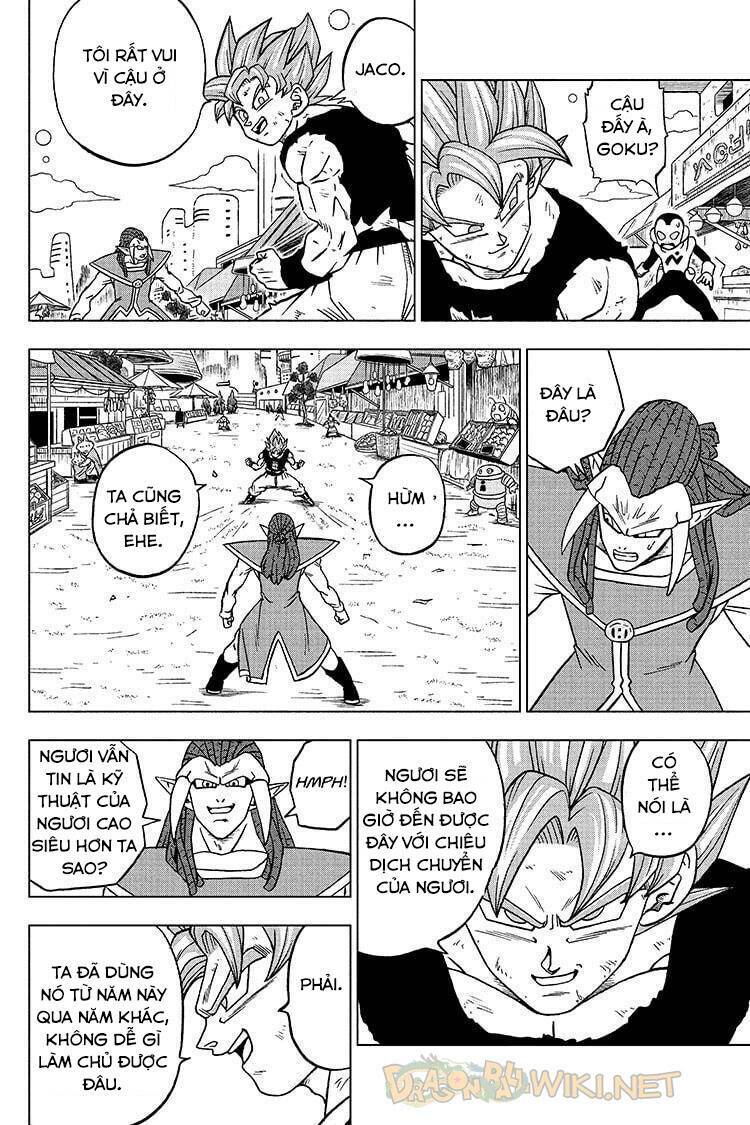 CẬU
ĐẤY À,
GOKU?
JACO.
TÔI RẤT VUI
VÌ CẬU Ở
ĐÂY.
ĐÂY LÀ
ĐÂU?
HỪM,
...
TA CŨNG
CHẢ BIẾT,
EHE.
CÓ
THỂ
NÓI LÀ
...
NGƯƠI SẼ
KHÔNG BAO
GIỜ ĐẾN ĐƯỢC
ĐÂY VỚI CHIÊU
DỊCH CHUYỂN
CỦA NGƯƠI.
HMPH!
NGƯƠI VẪN
TIN LÀ KỸ
THUẬT CỦA
NGƯƠI CAO
SIÊU HƠN TA
SAO?
PHẢI.
TA ĐÃ DÙNG
NÓ TỪ NĂM NÀY
QUA NĂM KHÁC,
KHÔNG DỄ GÌ
LÀM CHỦ ĐƯỢC
ĐÂU.
DRAGON BALL WIKI.NET